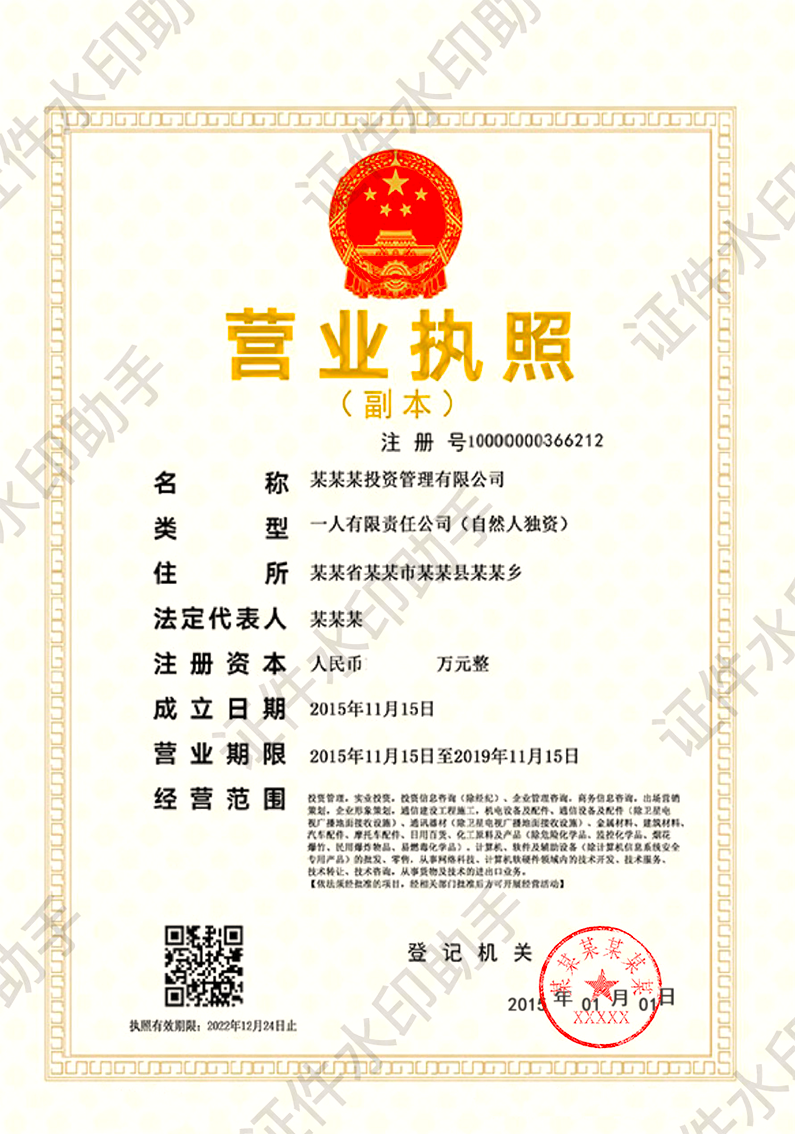 营业执照
（副本）
注 册 号10000000366212
名 称 某某某投资管理有限公司
类 型 一人有限责任公司（自然人独资）
住 所 某某省某某市某某县某某乡
法定代表人 某某某
注册资本 人民币 万元整
成立日期 2015年11月15日
营业期限 2015年11月15日至2019年11月15日
经营范围 投资管理，实业投资，投资信息咨询（除经纪）、企业管理咨询，商务信息咨询，出场营销
策划，企业形象策划，通信建设工程施工，机电设备及配件、通信设备及配件（除卫星电
视广播地面接收设施）、通讯器材（除卫星电视广播地面接收设施）、金属材料，建筑材料、
汽车配件、摩托车配件、日用百货、化工原料及产品（除危险化学品、监控化学品、烟花
爆竹、民用爆炸物品、易燃毒化学品）、计算机、软件及辅助设备（除计算机信息系统安全
专用产品）的批发、零售，从事网络科技、计算机软硬件领域内的技术开发、技术服务、
技术转让、技术咨询，从事货物及技术的进出口业务。
【依法须经批准的项目，经相关部门批准后方可开展经营活动】
登 记 机 关
某某某某某某
XXXXX
2015 年 01 月 01日
执照有效期限：2022年12月24日止
证件水印助手
证件水印助手
证件水印助手
证件水印助手
证件水印助手
证件水印助手